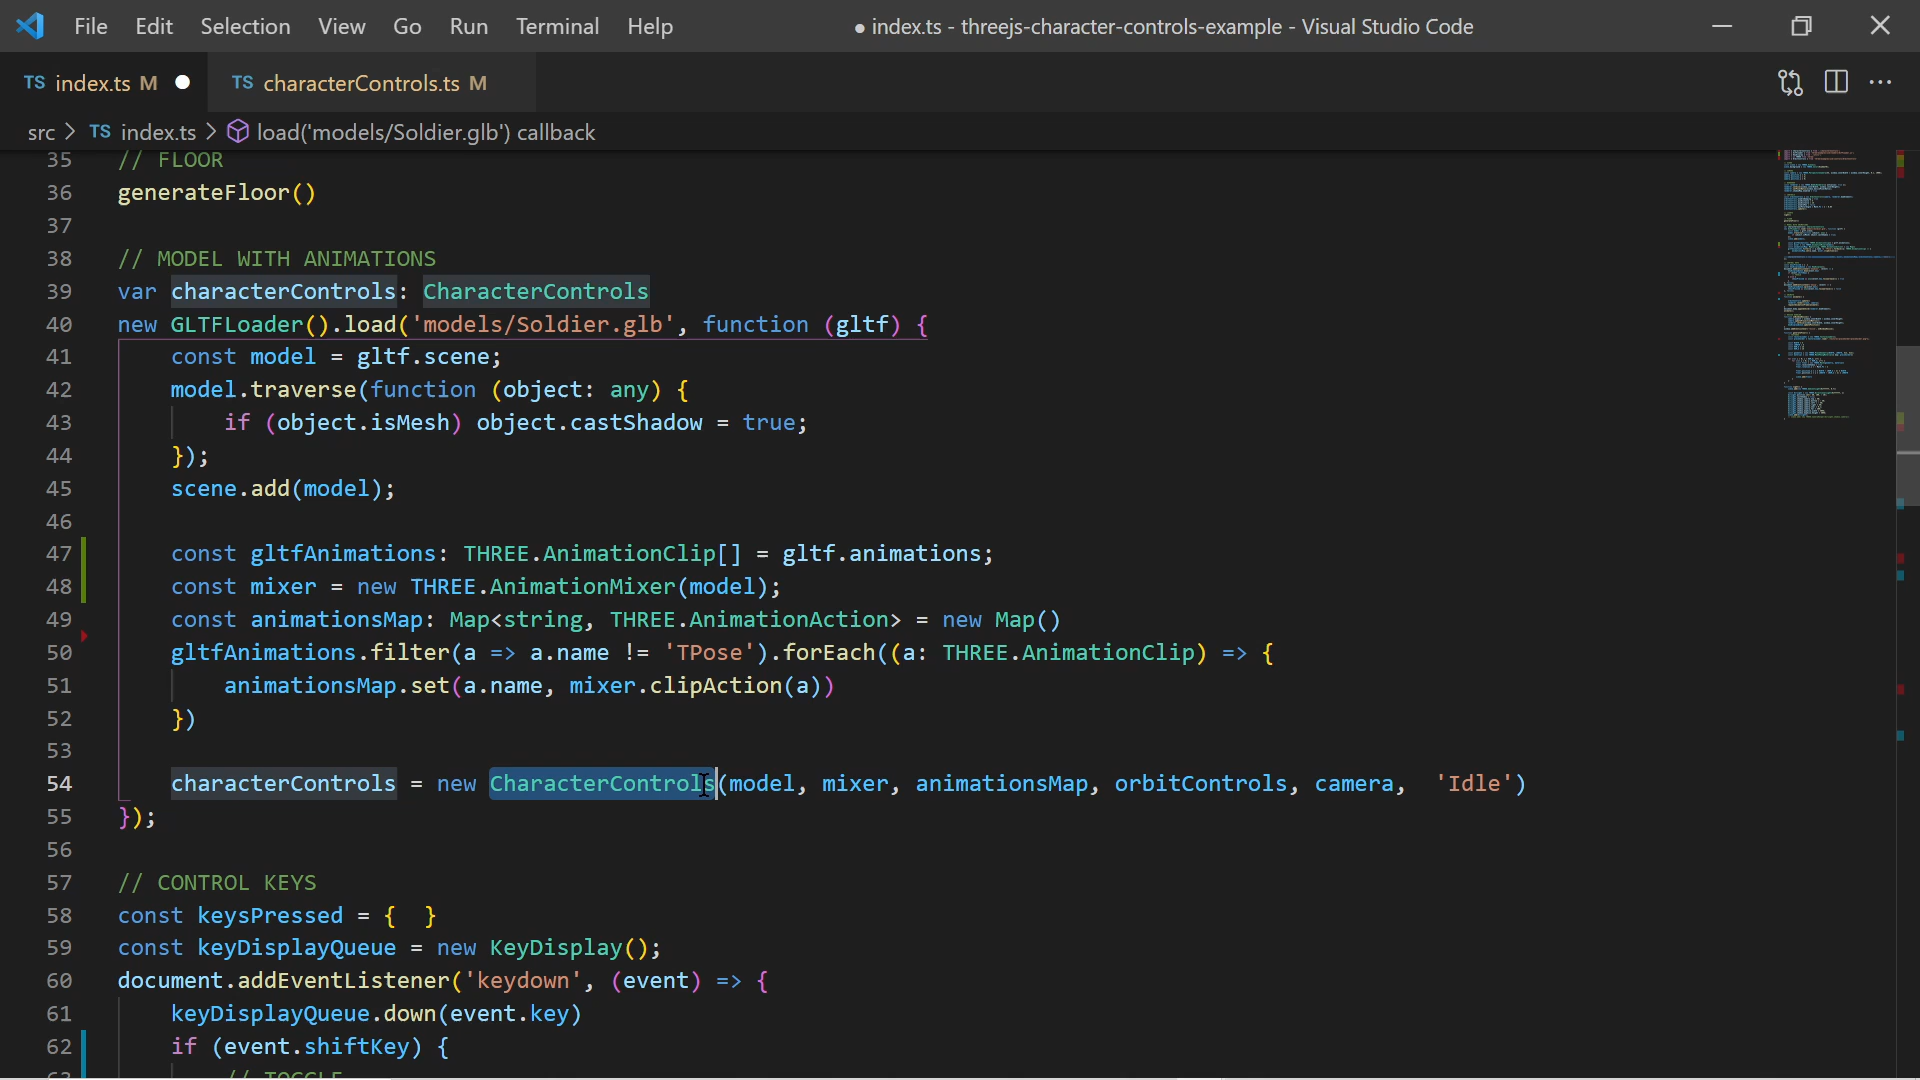 File Edit Selection View Go Run Terminal Help ● index.ts - threejs-character-controls-example - Visual Studio Code
TS index.ts M ● TS characterControls.ts M
src > TS index.ts > load('models/Soldier.glb') callback
35 // FLOOR
36 generateFloor()
37
38 // MODEL WITH ANIMATIONS
39 var characterControls: CharacterControls
40 new GLTFLoader().load('models/Soldier.glb', function (gltf) {
41 const model = gltf.scene;
42 model.traverse(function (object: any) {
43 if (object.isMesh) object.castShadow = true;
44 });
45 scene.add(model);
46
47 const gltfAnimations: THREE.AnimationClip[] = gltf.animations;
48 const mixer = new THREE.AnimationMixer(model);
49 const animationsMap: Map<string, THREE.AnimationAction> = new Map()
50 gltfAnimations.filter(a => a.name != 'TPose').forEach((a: THREE.AnimationClip) => {
51 animationsMap.set(a.name, mixer.clipAction(a))
52 })
53
54 characterControls = new CharacterControls(model, mixer, animationsMap, orbitControls, camera,  'Idle')
55 });
56
57 // CONTROL KEYS
58 const keysPressed = {  }
59 const keyDisplayQueue = new KeyDisplay();
60 document.addEventListener('keydown', (event) => {
61 keyDisplayQueue.down(event.key)
62 if (event.shiftKey) {
63 // TOGGLE